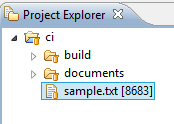 Project Explorer
ci
build
documents
sample.txt [8683]